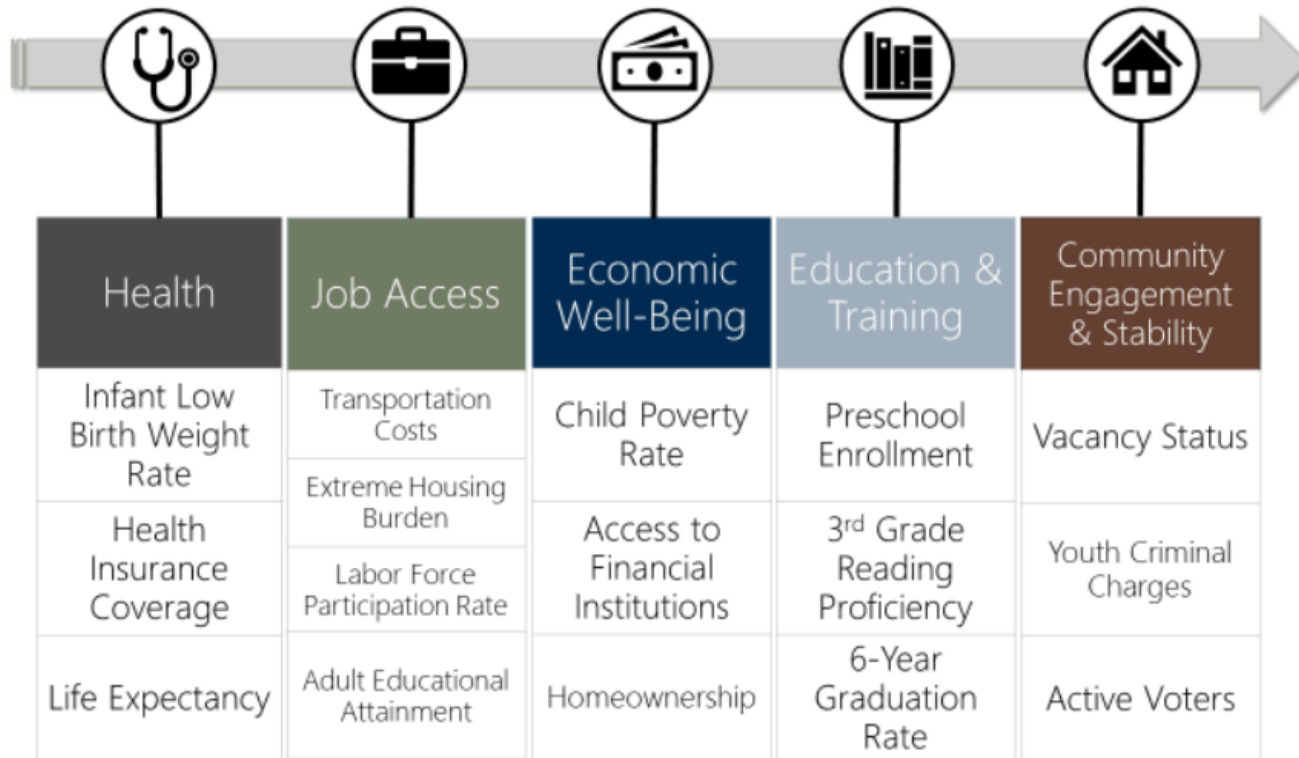 Health
Infant Low
Birth Weight
Rate
Health
Insurance
Coverage
Life Expectancy
Job Access
Transportation
Costs
Extreme Housing
Burden
Labor Force
Participation Rate
Adult Educational
Attainment
Economic
Well-Being
Child Poverty
Rate
Access to
Financial
Institutions
Homeownership
Education &
Training
Preschool
Enrollment
3rd Grade
Reading
Proficiency
6-Year
Graduation
Rate
Community
Engagement
& Stability
Vacancy Status
Youth Criminal
Charges
Active Voters